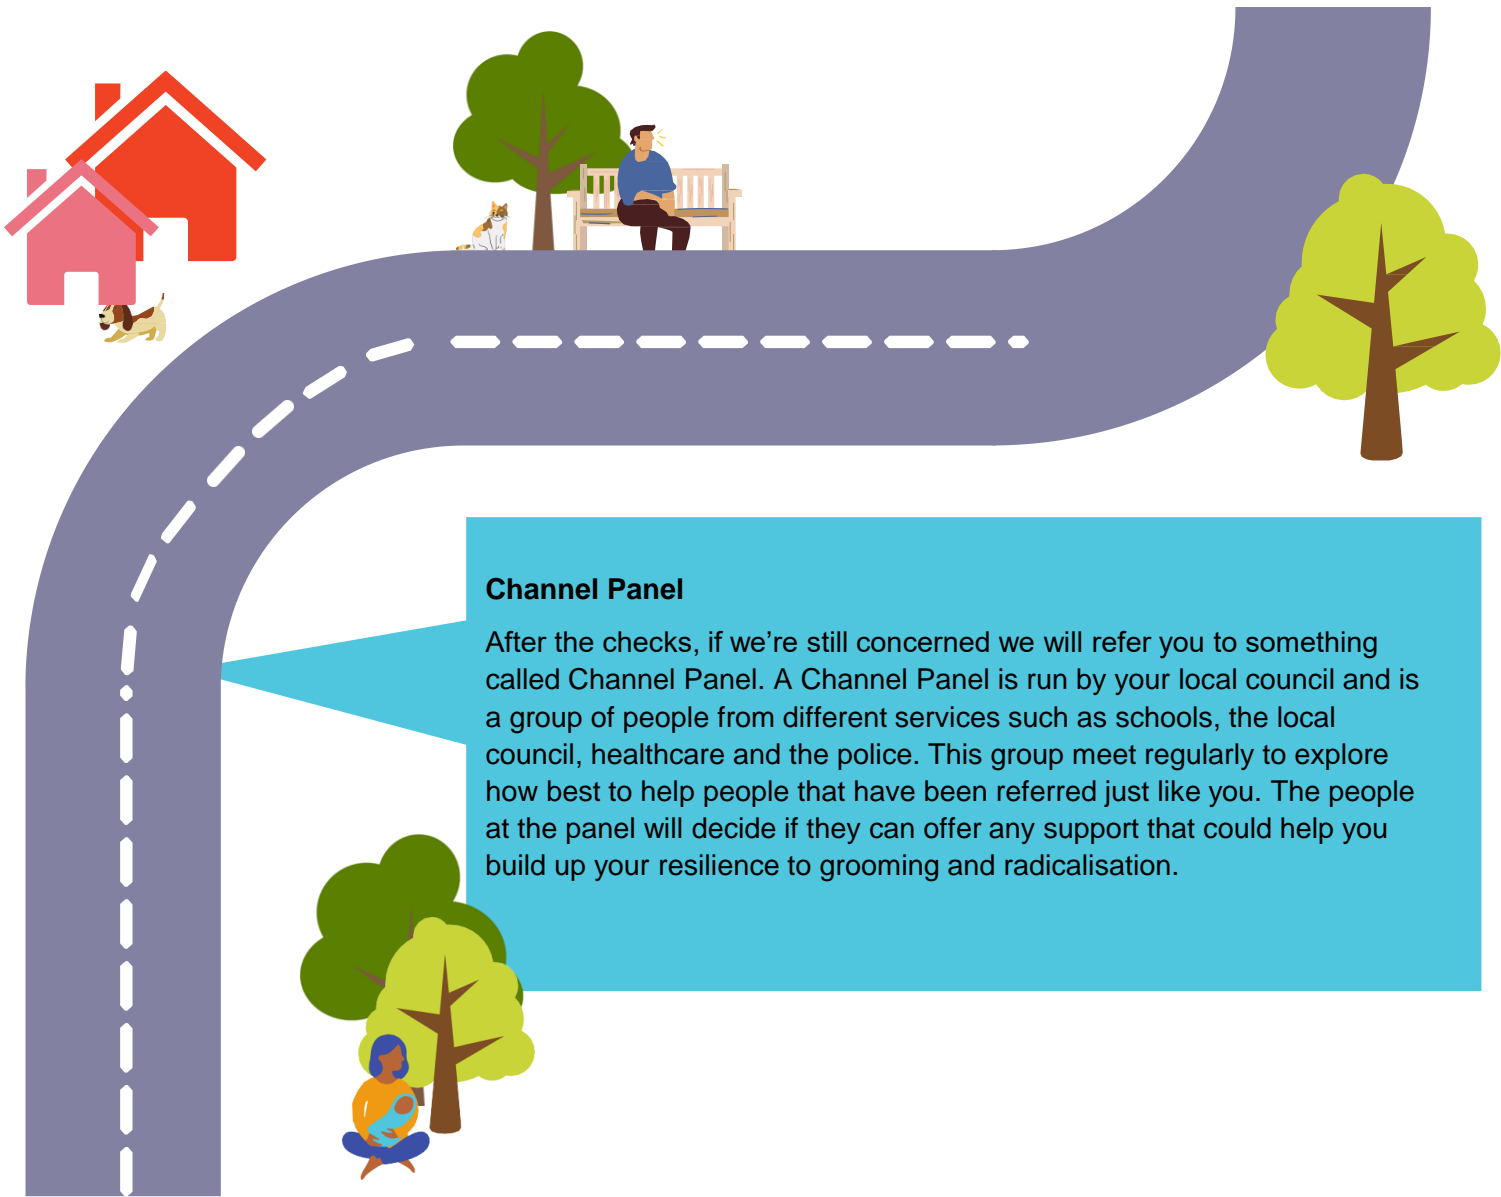 Channel Panel
After the checks, if we’re still concerned we will refer you to something
called Channel Panel. A Channel Panel is run by your local council and is
a group of people from different services such as schools, the local
council, healthcare and the police. This group meet regularly to explore
how best to help people that have been referred just like you. The people
at the panel will decide if they can offer any support that could help you
build up your resilience to grooming and radicalisation.